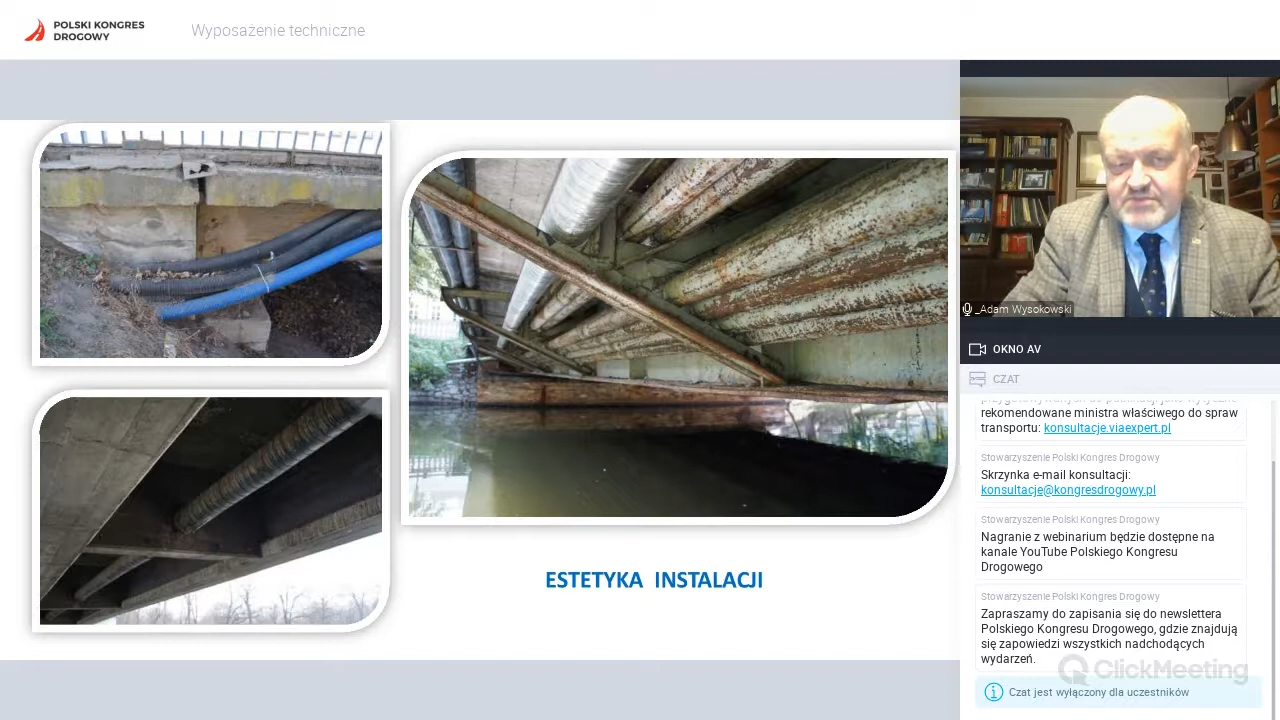 POLSKI KONGRES
DROGOWY
Wyposażenie techniczne
ESTETYKA INSTALACJI
_Adam Wysokowski
OKNO AV
CZAT
rekomendowane ministra właściwego do spraw
transportu: konsultacje.viaexpert.pl
Stowarzyszenie Polski Kongres Drogowy
Skrzynka e-mail konsultacji:
konsultacje@kongresdrogowy.pl
Stowarzyszenie Polski Kongres Drogowy
Nagranie z webinarium będzie dostępne na
kanale YouTube Polskiego Kongresu
Drogowego
Stowarzyszenie Polski Kongres Drogowy
Zapraszamy do zapisania się do newslettera
Polskiego Kongresu Drogowego, gdzie znajdują
się zapowiedzi wszystkich nadchodzących
wydarzeń.
ClickMeeting
Czat jest wyłączony dla uczestników